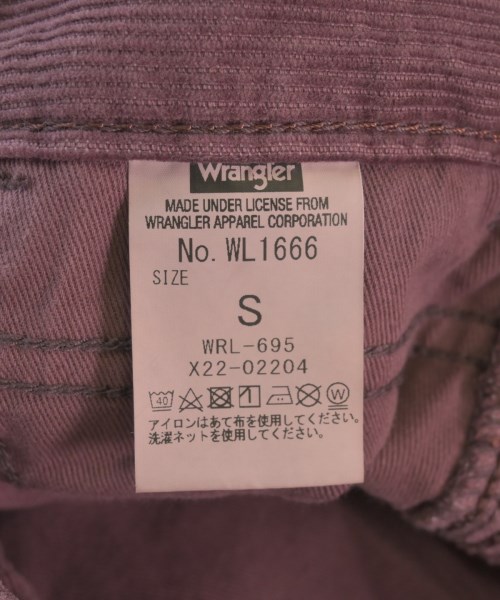 Wrangler
MADE UNDER LICENSE FROM
WRANGLER APPAREL CORPORATION
No. WL1666
SIZE
S
WRL-695
X22-02204
40 1 W
アイロンはあて布を使用してください。
洗濯ネットを使用してください。